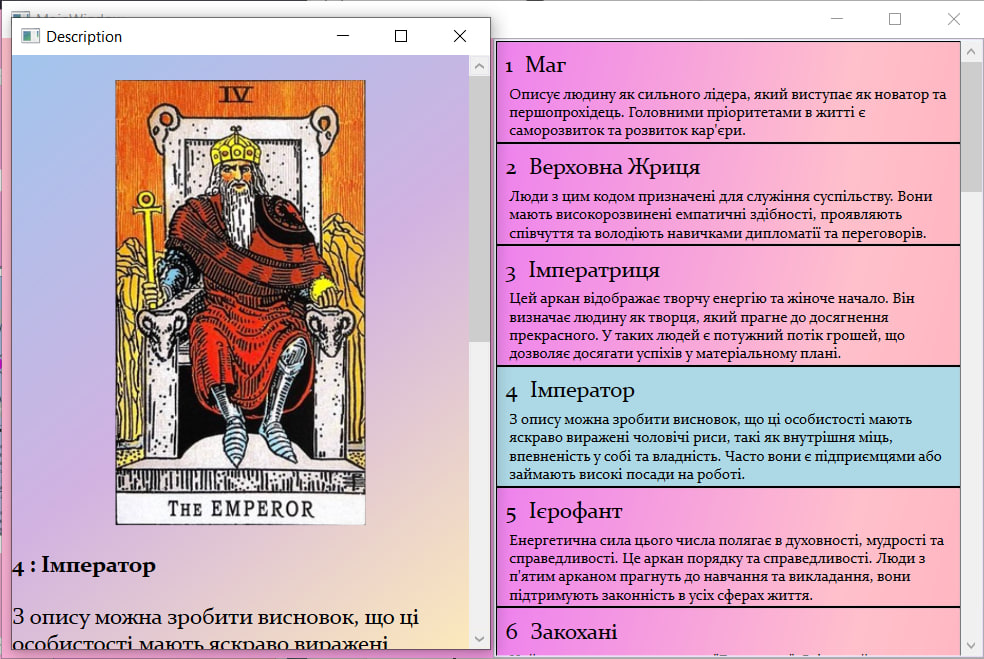 Description
IV
THE EMPEROR
4 : Імператор
З опису можна зробити висновок, що ці
особистості мають яскраво виражені
1 Маг
Описує людину як сильного лідера, який виступає як новатор та
першопрохідець. Головними пріоритетами в житті є
саморозвиток та розвиток кар'єри.
2 Верховна Жриця
Люди з цим кодом призначені для служіння суспільству. Вони
мають високорозвинені емпатичні здібності, проявляють
співчуття та володіють навичками дипломатії та переговорів.
3 Імператриця
Цей аркан відображає творчу енергію та жіноче начало. Він
визначає людину як творця, який прагне до досягнення
прекрасного. У таких людей є потужний потік грошей, що
дозволяє досягати успіхів у матеріальному плані.
4 Імператор
З опису можна зробити висновок, що ці особистості мають
яскраво виражені чоловічі риси, такі як внутрішня міць,
впевненість у собі та владність. Часто вони є підприємцями або
займають високі посади на роботі.
5 Ієрофант
Енергетична сила цього числа полягає в духовності, мудрості та
справедливості. Це аркан порядку та справедливості. Люди з
п'ятим арканом прагнуть до навчання та викладання, вони
підтримують законність в усіх сферах життя.
6 Закохані